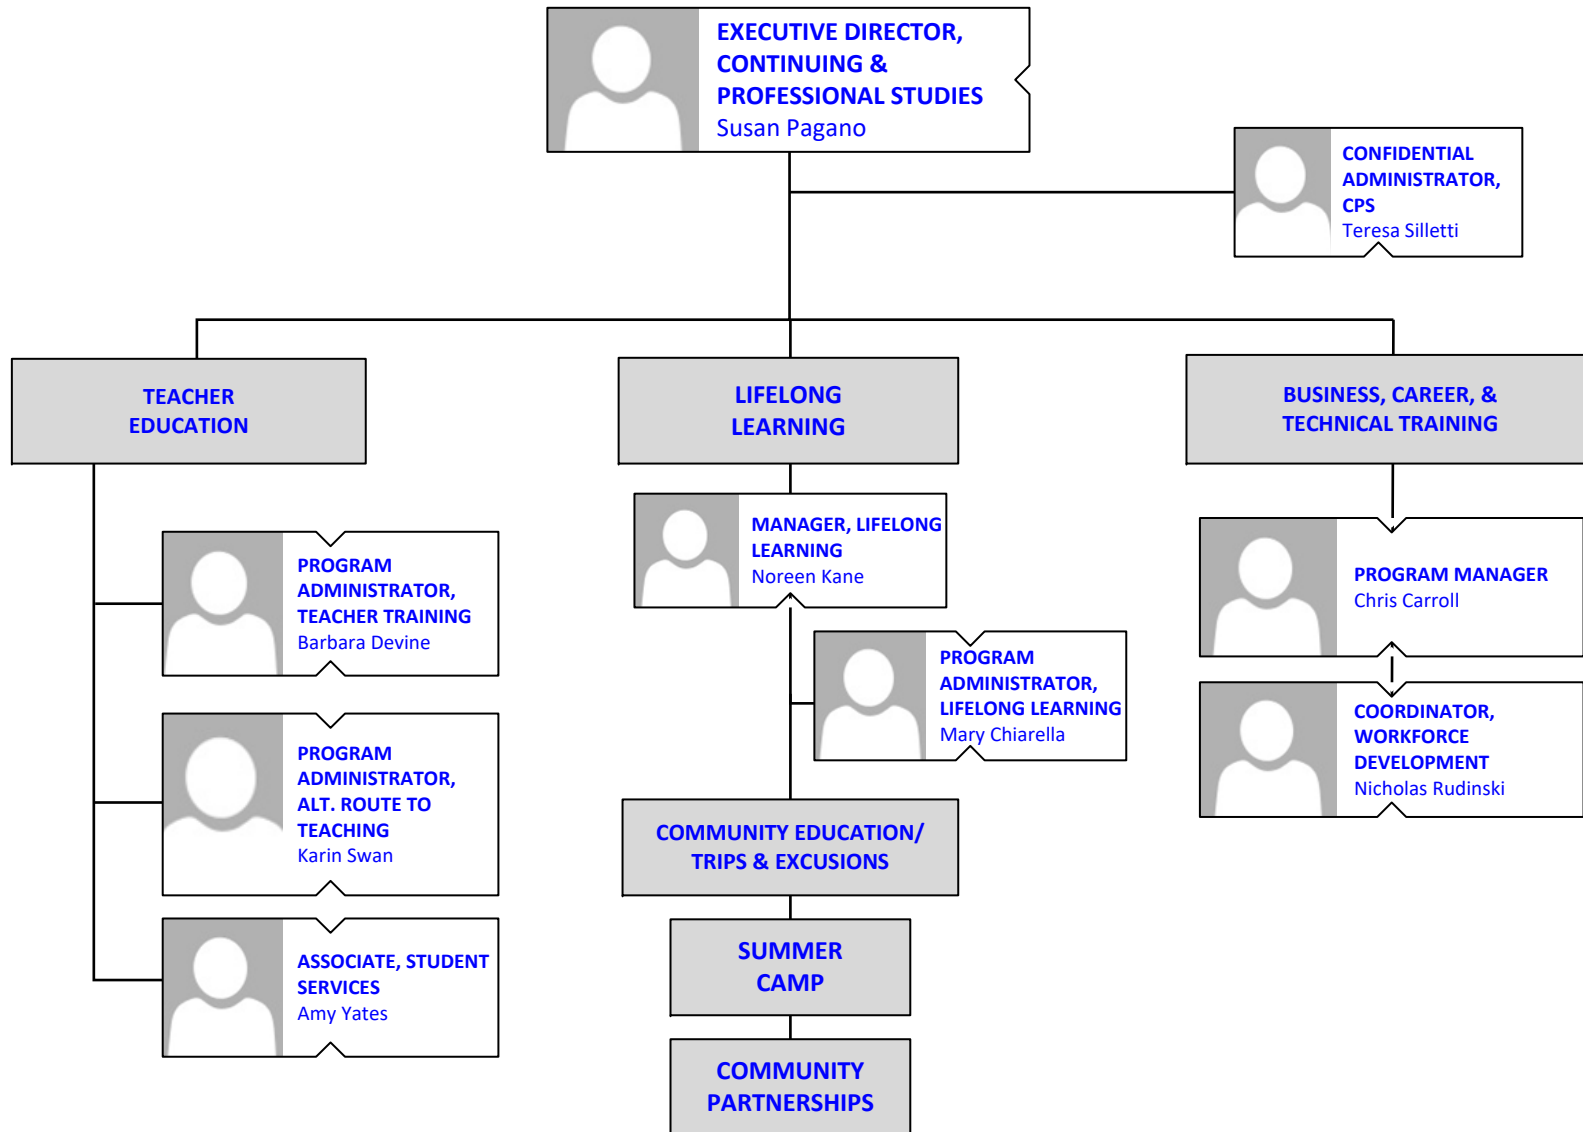 EXECUTIVE DIRECTOR,
CONTINUING &
PROFESSIONAL STUDIES
Susan Pagano
CONFIDENTIAL
ADMINISTRATOR,
CPS
Teresa Silletti
TEACHER
EDUCATION
LIFELONG
LEARNING
BUSINESS, CAREER, &
TECHNICAL TRAINING
PROGRAM
ADMINISTRATOR,
TEACHER TRAINING
Barbara Devine
PROGRAM
ADMINISTRATOR,
ALT. ROUTE TO
TEACHING
Karin Swan
ASSOCIATE, STUDENT
SERVICES
Amy Yates
MANAGER, LIFELONG
LEARNING
Noreen Kane
PROGRAM
ADMINISTRATOR,
LIFELONG LEARNING
Mary Chiarella
COMMUNITY EDUCATION/
TRIPS & EXCUSIONS
SUMMER
CAMP
COMMUNITY
PARTNERSHIPS
PROGRAM MANAGER
Chris Carroll
COORDINATOR,
WORKFORCE
DEVELOPMENT
Nicholas Rudinski